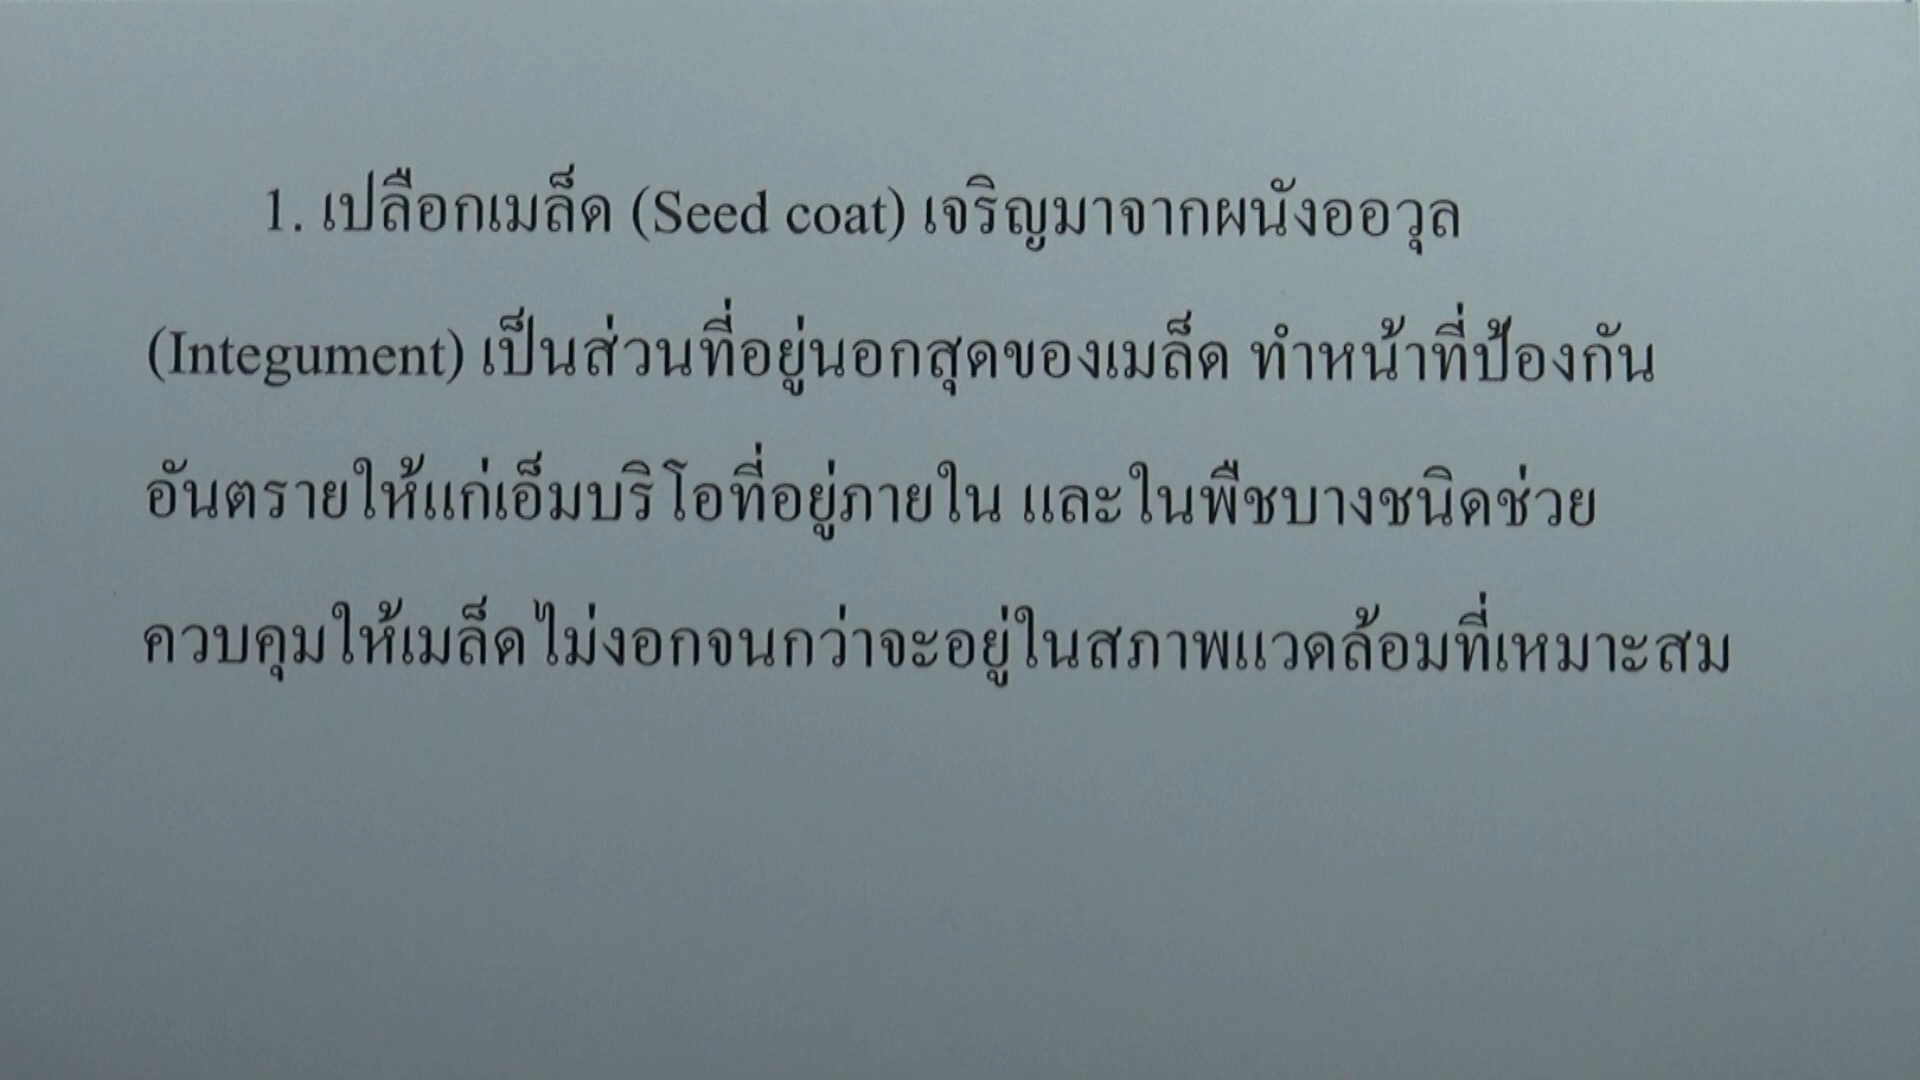 1. เปลือกเมล็ด (Seed coat) เจริญมาจากผนังออวุล
(Integument) เป็นส่วนที่อยู่นอกสุดของเมล็ด ทำหน้าที่ป้องกัน
อันตรายให้แก่เอ็มบริโอที่อยู่ภายใน และในพืชบางชนิดช่วย
ควบคุมให้เมล็ดไม่งอกจนกว่าจะอยู่ในสภาพแวดล้อมที่เหมาะสม